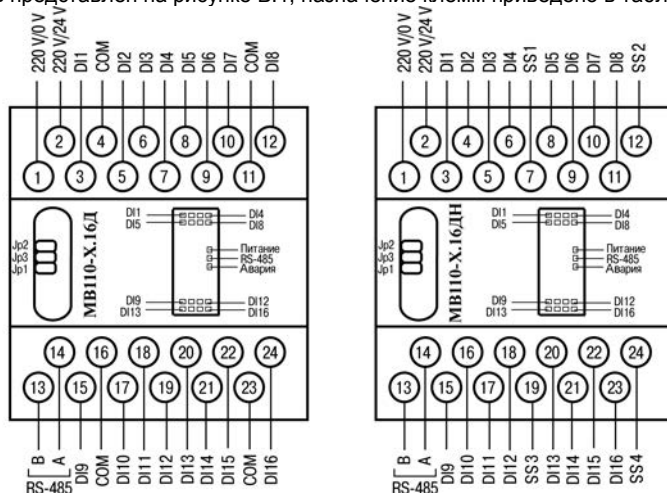 представлен на рисунке назначение клемм приведено в
220 V/0 V
220 V/24 V
DI1
COM
DI2
DI3
DI4
DI5
DI6
DI7
COM
DI8
2 4 6 8 10 12
1 3 5 7 9 11
Jp2
Jp3
Jp1
МВ110-Х.16Д
DI1 DI4
DI5 DI8
Питание
RS-485
Авария
DI9 DI12
DI13 DI16
14 16 18 20 22 24
13 15 17 19 21 23
B
A
DI9
COM
DI10
DI11
DI12
DI13
DI14
DI15
COM
DI16
RS-485
220 V/0 V
220 V/24 V
DI1
DI2
DI3
DI4
SS1
DI5
DI6
DI7
DI8
SS2
2 4 6 8 10 12
1 3 5 7 9 11
Jp2
Jp3
Jp1
МВ110-Х.16ДН
DI1 DI4
DI5 DI8
Питание
RS-485
Авария
DI9 DI12
DI13 DI16
14 16 18 20 22 24
13 15 17 19 21 23
B
A
DI9
DI10
DI11
DI12
SS3
DI13
DI14
DI15
DI16
SS4
RS-485